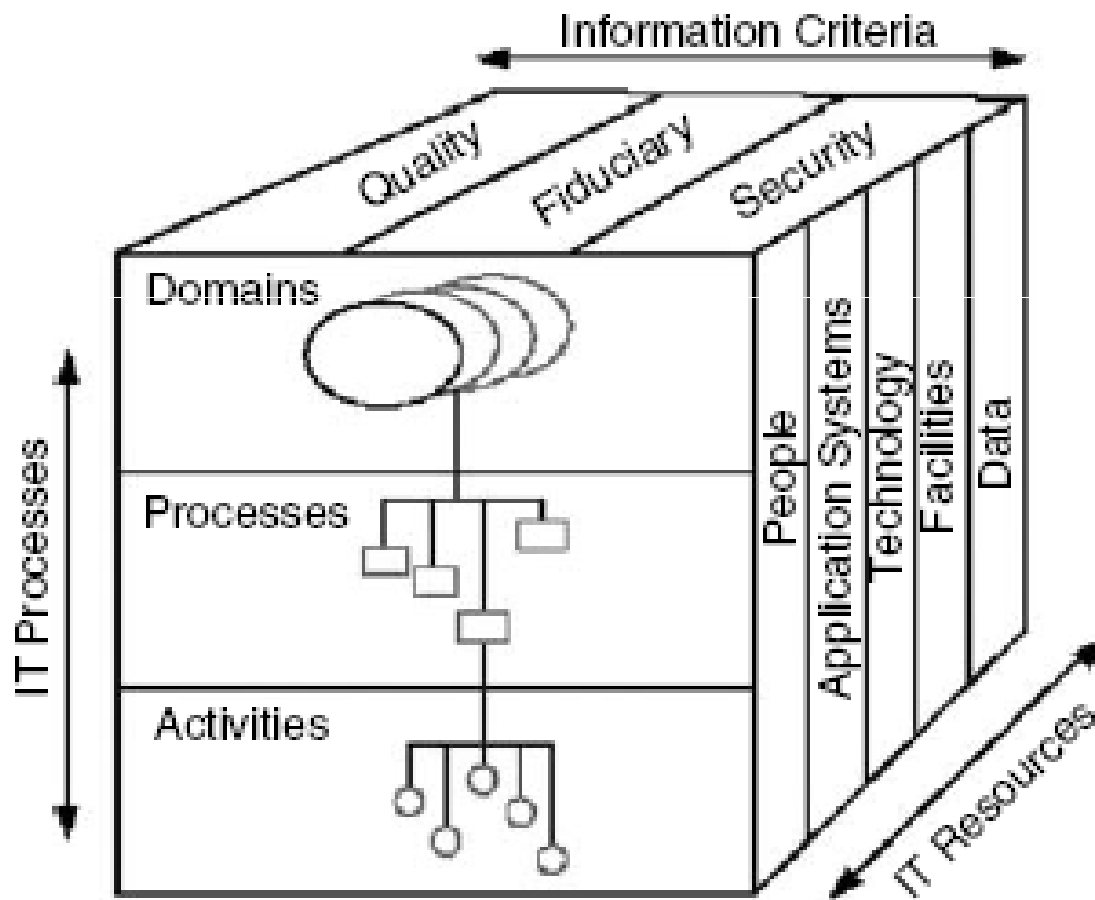 Information Criteria
Quality
Fiduciary
Security
Domains
Processes
Activities
IT Processes
People
Application Systems
Technology
Facilities
Data
IT Resources